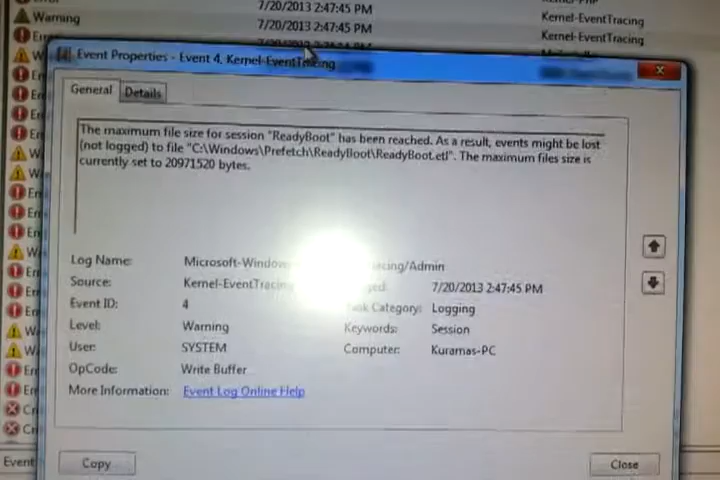 7/20/2013 2:47:45 PM
Warning
7/20/2013 2:47:45 PM
Kernel-EventTracing
Kernel-EventTracing
Event Properties - Event 4, Kernel-EventTracing
General Details
The maximum file size for session "ReadyBoot" has been reached. As a result, events might be lost
(not logged) to file "C:\Windows\Prefetch\ReadyBoot\ReadyBoot.etl". The maximum files size is
currently set to 20971520 bytes.
Log Name: Microsoft-Windows acing/Admin
Source: Kernel-EventTracing 7/20/2013 2:47:45 PM
Event ID: 4 Task Category: Logging
Level: Warning Keywords: Session
User: SYSTEM Computer: Kuramas-PC
OpCode: Write Buffer
More Information: Event Log Online Help
Event
Copy Close